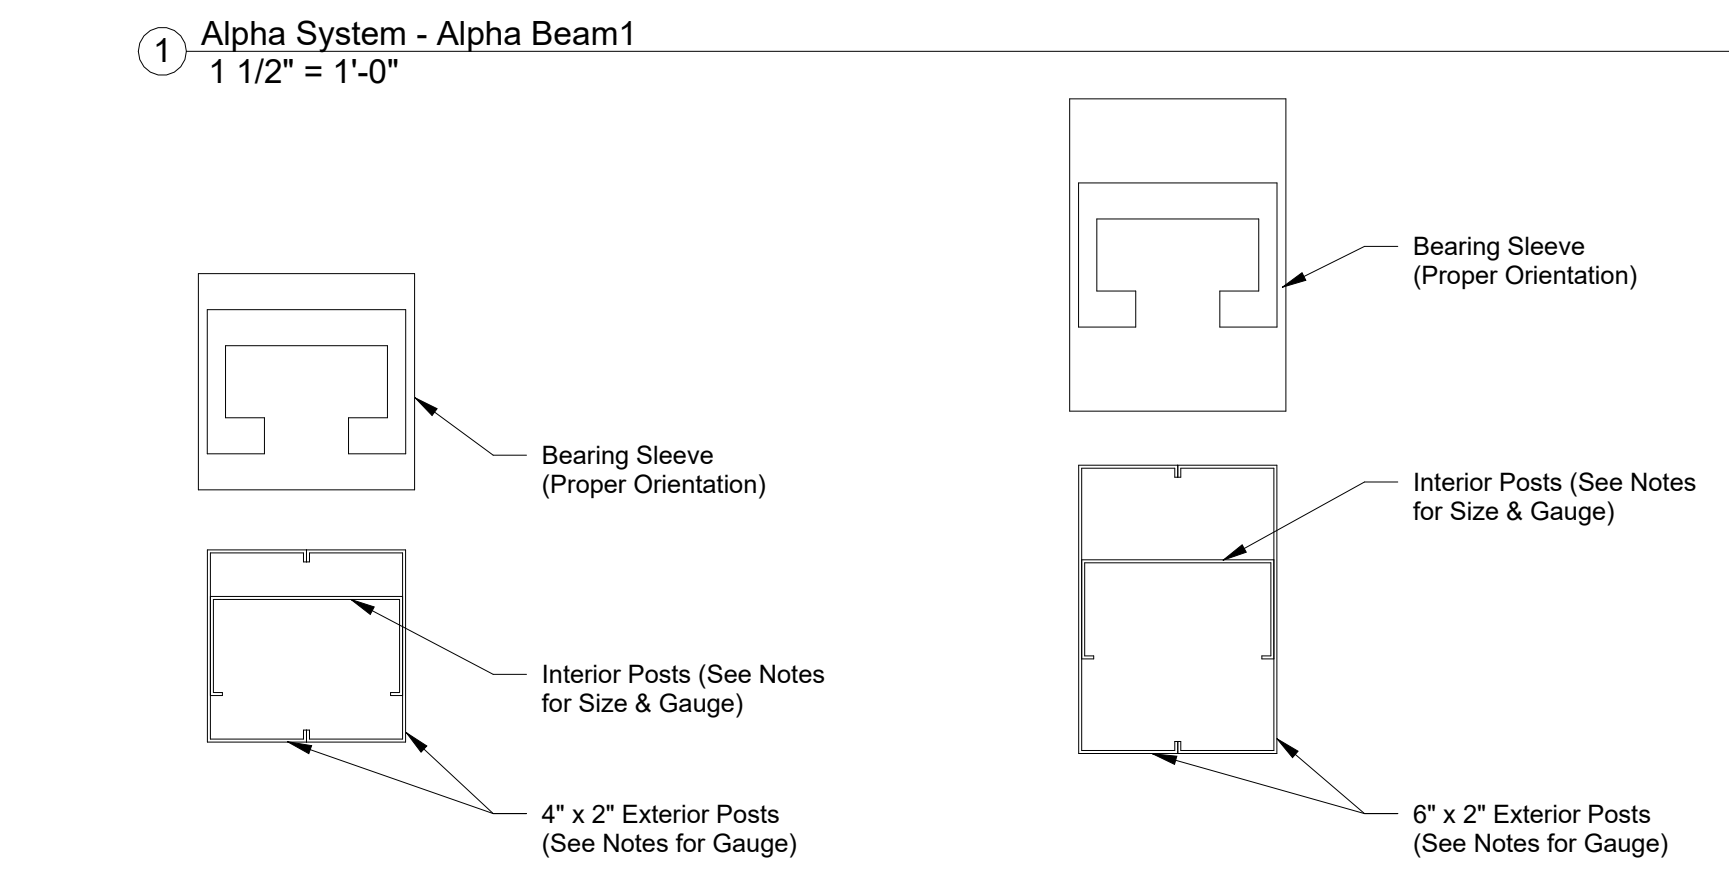 1
Alpha System - Alpha Beam1
1 1/2" = 1'-0"
Bearing Sleeve
(Proper Orientation)
Interior Posts (See Notes
for Size & Gauge)
4" x 2" Exterior Posts
(See Notes for Gauge)
Bearing Sleeve
(Proper Orientation)
Interior Posts (See Notes
for Size & Gauge)
6" x 2" Exterior Posts
(See Notes for Gauge)